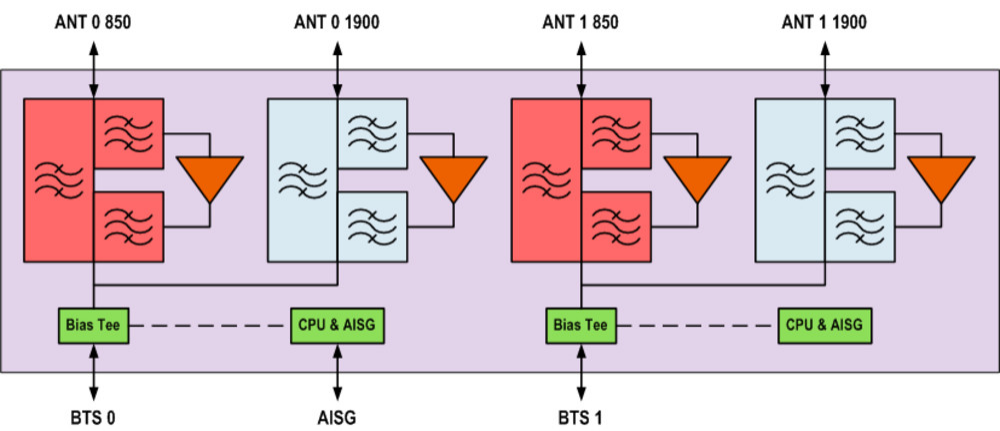 ANT 0 850
ANT 0 1900
ANT 1 850
ANT 1 1900
Bias Tee
CPU & AISG
Bias Tee
CPU & AISG
BTS 0
AISG
BTS 1